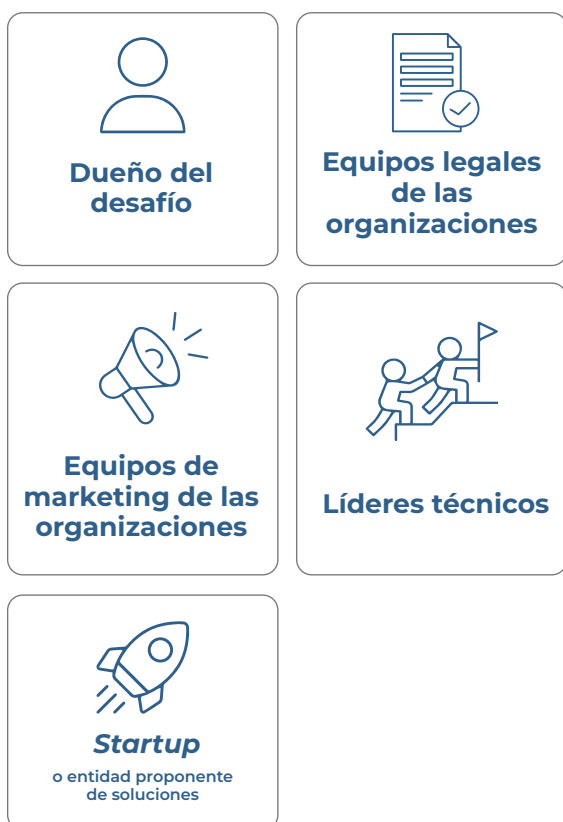 Dueño del
desafío
Equipos legales
de las
organizaciones
Equipos de
marketing de las
organizaciones
Líderes técnicos
Startup
o entidad proponente
de soluciones